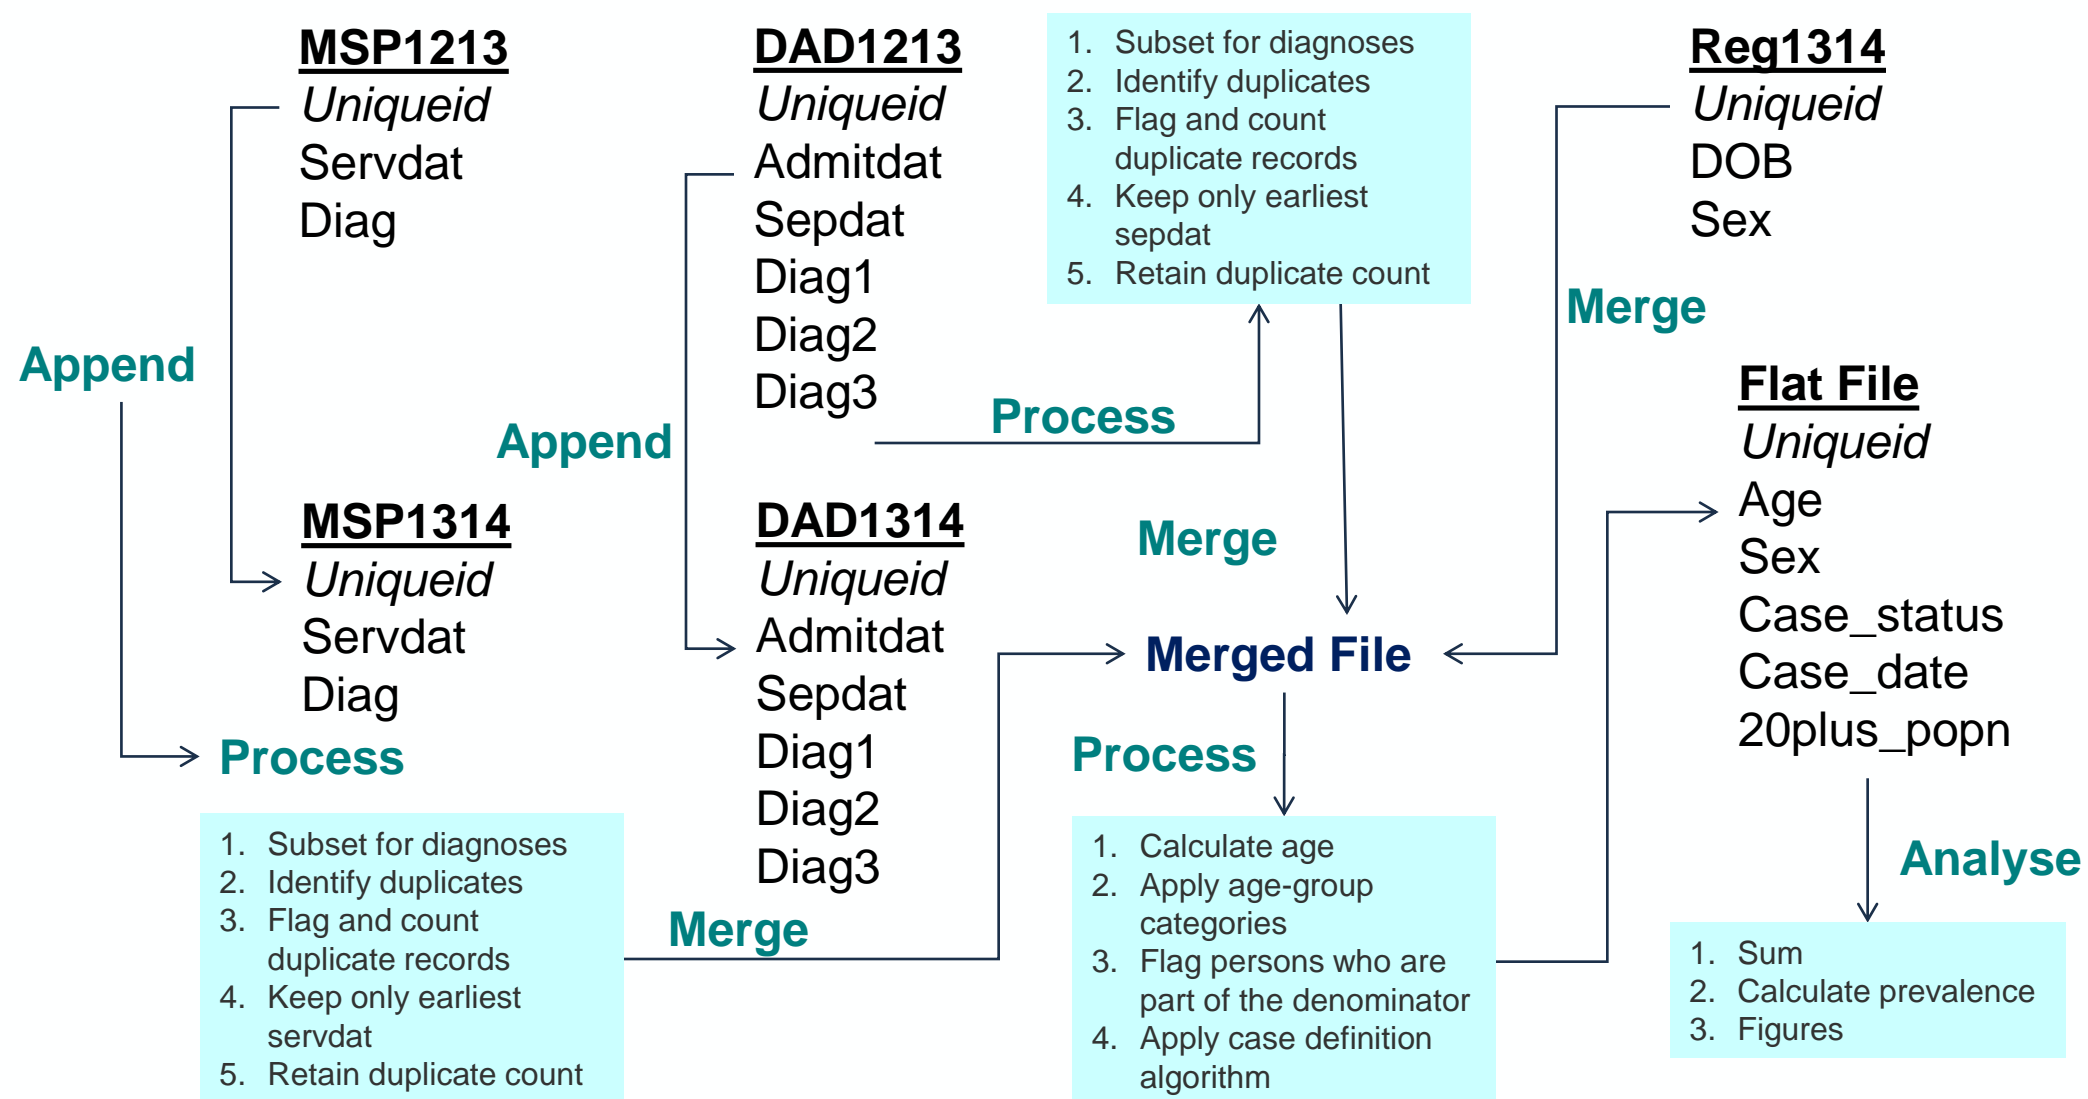 MSP1213
Uniqueid
Servdat
Diag
Append
MSP1314
Uniqueid
Servdat
Diag
Process
1. Subset for diagnoses
2. Identify duplicates
3. Flag and count
duplicate records
4. Keep only earliest
servdat
5. Retain duplicate count
Merge
DAD1213
Uniqueid
Admitdat
Sepdat
Diag1
Diag2
Diag3
Append
DAD1314
Uniqueid
Admitdat
Sepdat
Diag1
Diag2
Diag3
Process
1. Subset for diagnoses
2. Identify duplicates
3. Flag and count
duplicate records
4. Keep only earliest
sepdat
5. Retain duplicate count
Merge
Merged File
Process
1. Calculate age
2. Apply age-group
categories
3. Flag persons who are
part of the denominator
4. Apply case definition
algorithm
Reg1314
Uniqueid
DOB
Sex
Merge
Flat File
Uniqueid
Age
Sex
Case_status
Case_date
20plus_popn
Analyse
1. Sum
2. Calculate prevalence
3. Figures